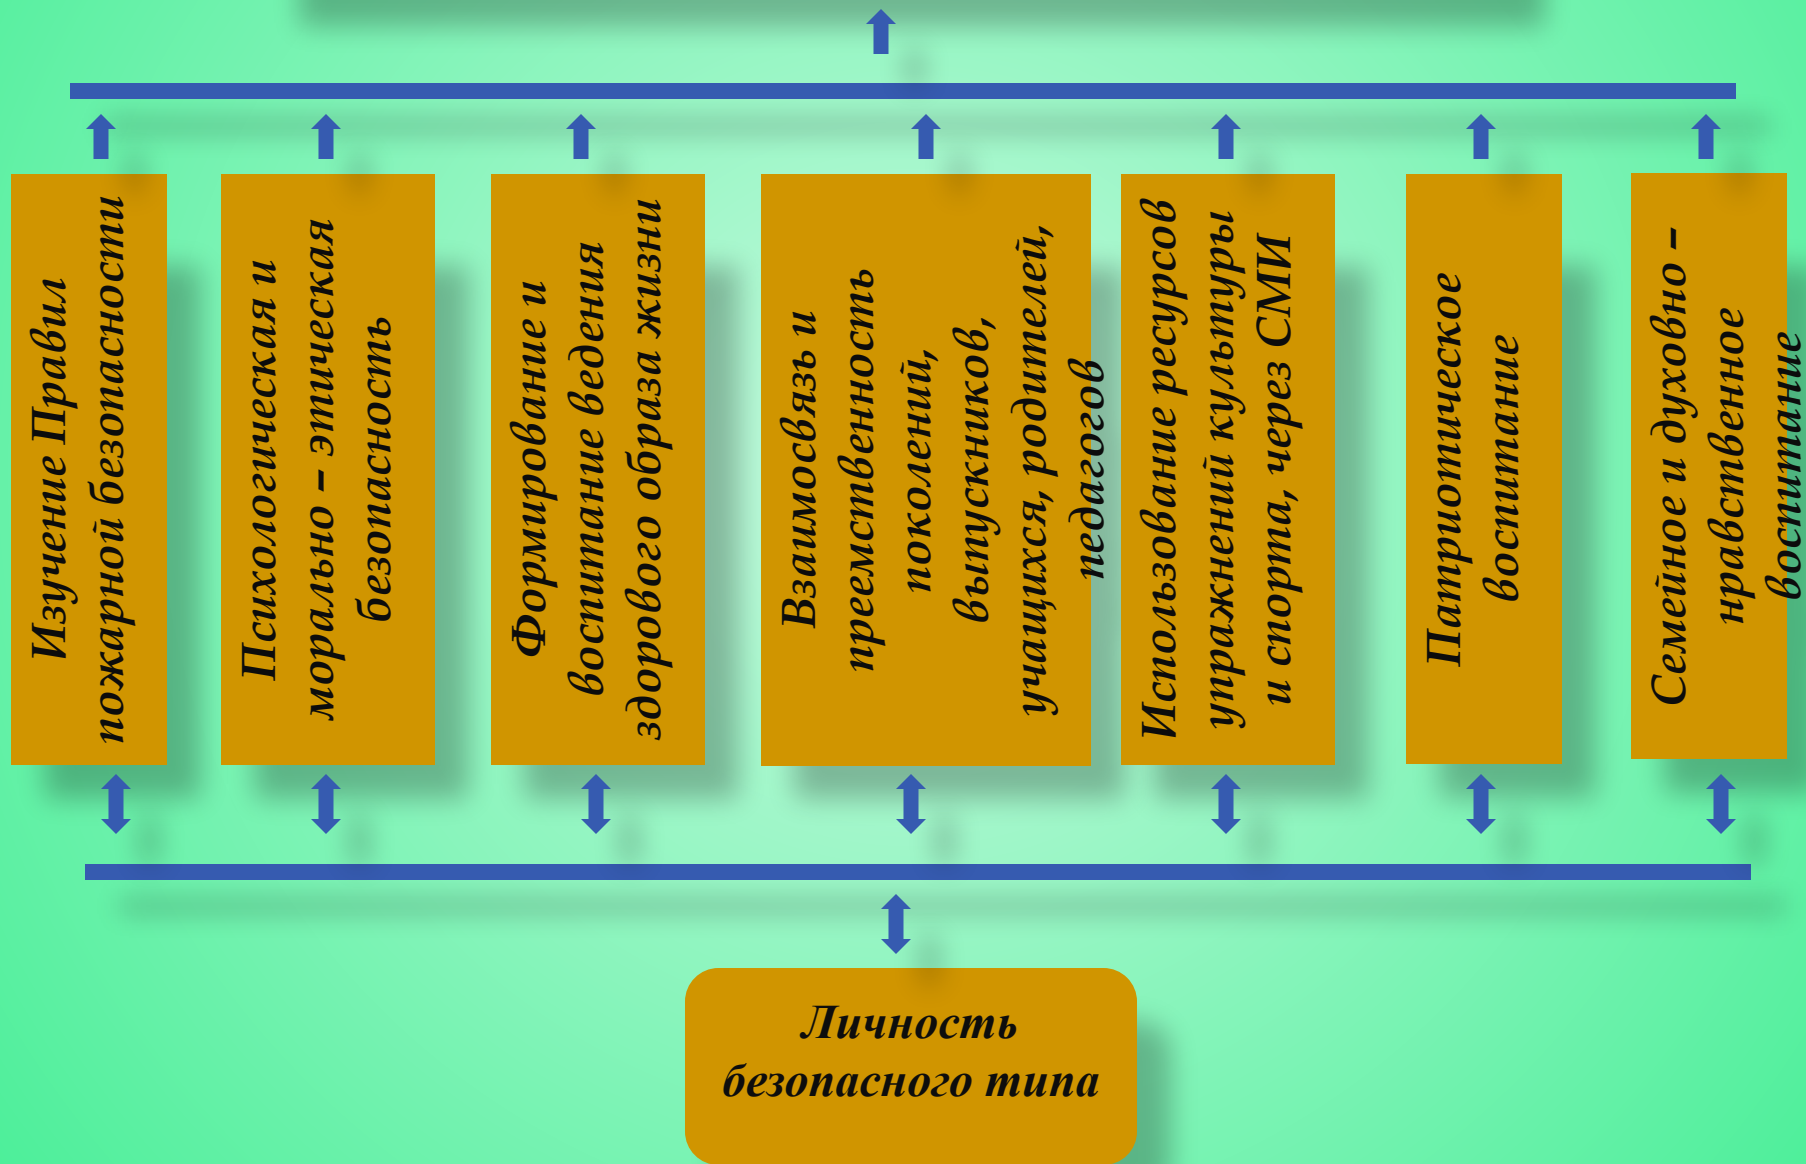 Изучение Правил
пожарной безопасности
Психологическая и
морально – этическая
безопасность
Формирование и
воспитание ведения
здорового образа жизни
Взаимосвязь и
преемственность
поколений,
выпускников,
учащихся, родителей,
педагогов
Использование ресурсов
упражнений культуры
и спорта, через СМИ
Патриотическое
воспитание
Семейное и духовно –
нравственное
воспитание
Личность
безопасного типа